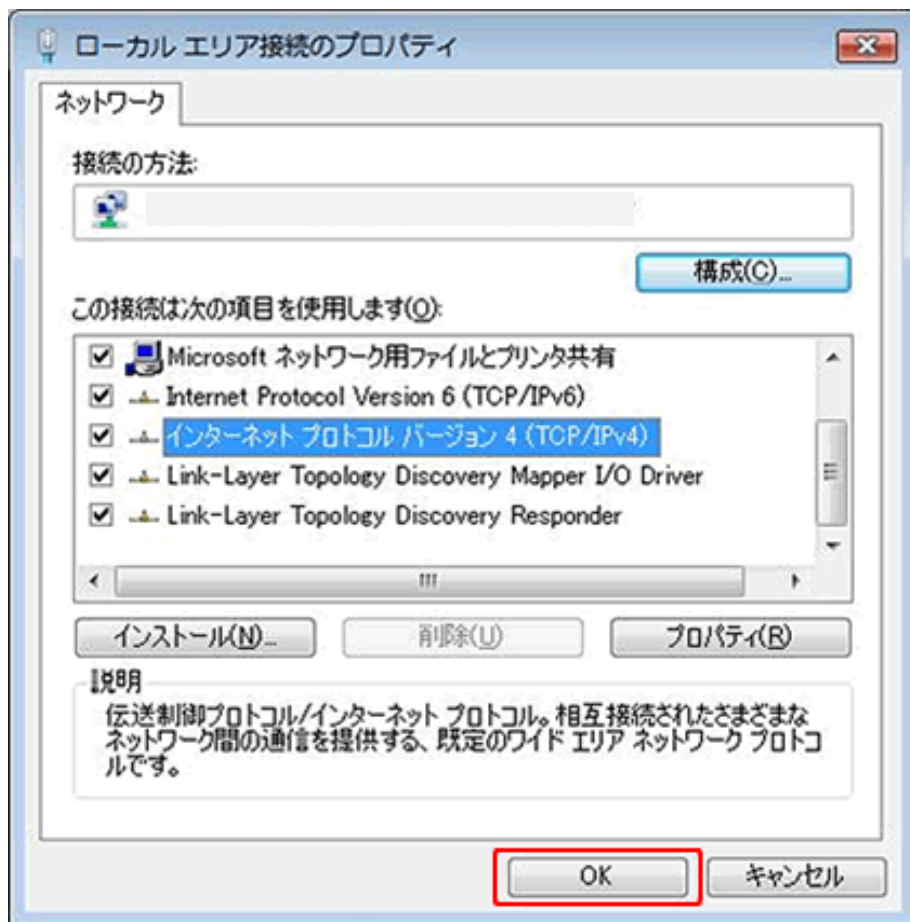 ローカル エリア接続のプロパティ
ネットワーク
接続の方法:
構成(C)...
この接続は次の項目を使用します(O):
Microsoft ネットワーク用ファイルとプリンタ共有
Internet Protocol Version 6 (TCP/IPv6)
インターネット プロトコル バージョン 4 (TCP/IPv4)
Link-Layer Topology Discovery Mapper I/O Driver
Link-Layer Topology Discovery Responder
インストール(N)... 削除(U) プロパティ(R)
説明
伝送制御プロトコル/インターネット プロトコル。相互接続されたさまざまな
ネットワーク間の通信を提供する、既定のワイド エリア ネットワーク プロトコ
ルです。
OK キャンセル